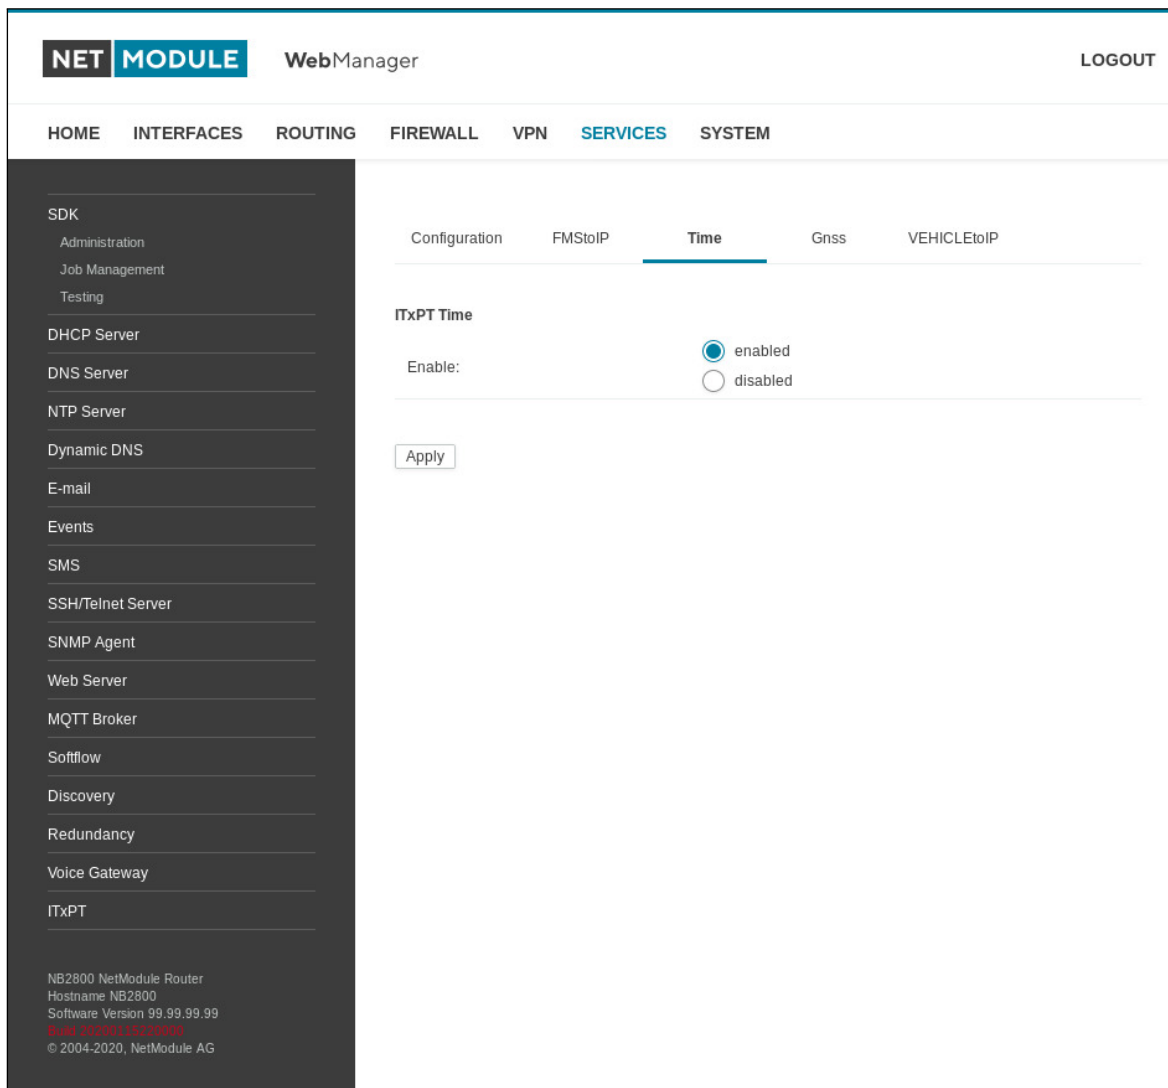 NET MODULE WebManager LOGOUT
HOME INTERFACES ROUTING FIREWALL VPN SERVICES SYSTEM
SDK
Administration
Job Management
Testing
DHCP Server
DNS Server
NTP Server
Dynamic DNS
E-mail
Events
SMS
SSH/Telnet Server
SNMP Agent
Web Server
MQTT Broker
Softflow
Discovery
Redundancy
Voice Gateway
ITxPT
NB2800 NetModule Router
Hostname NB2800
Software Version 99.99.99.99
Build
© 2004-2020, NetModule AG
Configuration FMStoIP Time Gnss VEHICLEtoIP
ITxPT Time
Enable:
enabled
disabled
Apply